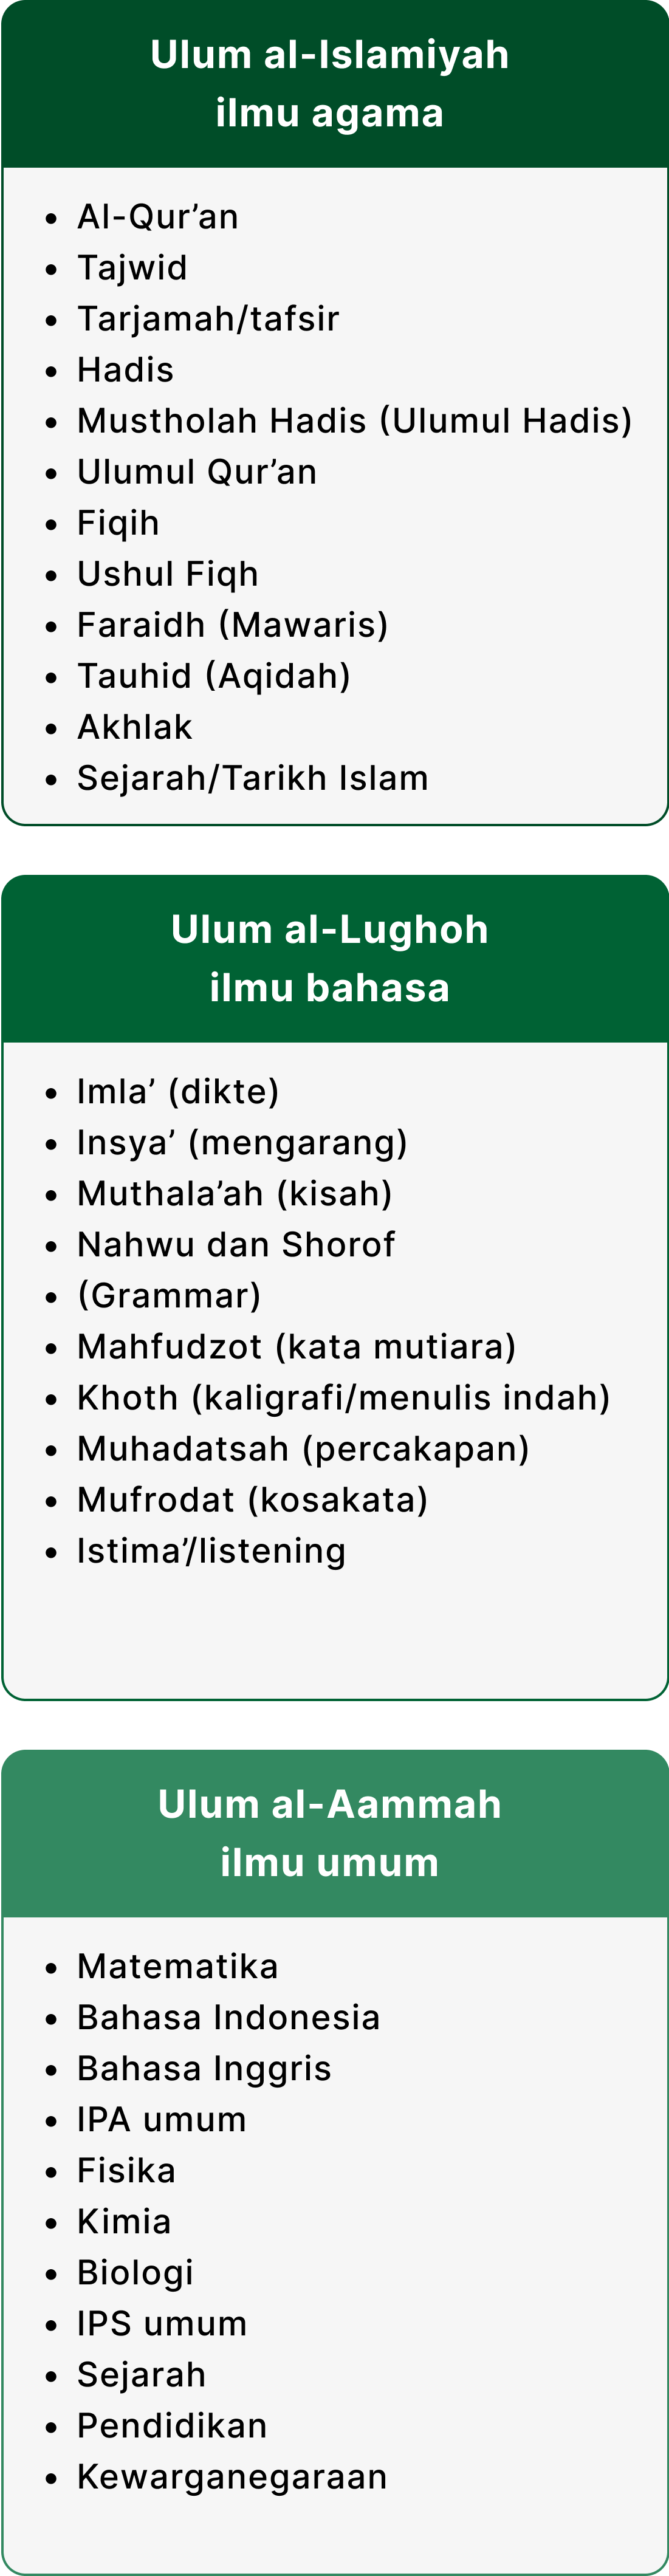 Ulum al-Islamiyah
ilmu agama
• Al-Qur’an
• Tajwid
• Tarjamah/tafsir
• Hadis
• Mustholah Hadis (Ulumul Hadis)
• Ulumul Qur’an
• Fiqih
• Ushul Fiqh
• Faraidh (Mawaris)
• Tauhid (Aqidah)
• Akhlak
• Sejarah/Tarikh Islam
Ulum al-Lughoh
ilmu bahasa
• Imla’ (dikte)
• Insya’ (mengarang)
• Muthala’ah (kisah)
• Nahwu dan Shorof
• (Grammar)
• Mahfudzot (kata mutiara)
• Khoth (kaligrafi/menulis indah)
• Muhadatsah (percakapan)
• Mufrodat (kosakata)
• Istima’/listening
Ulum al-Aammah
ilmu umum
• Matematika
• Bahasa Indonesia
• Bahasa Inggris
• IPA umum
• Fisika
• Kimia
• Biologi
• IPS umum
• Sejarah
• Pendidikan
• Kewarganegaraan